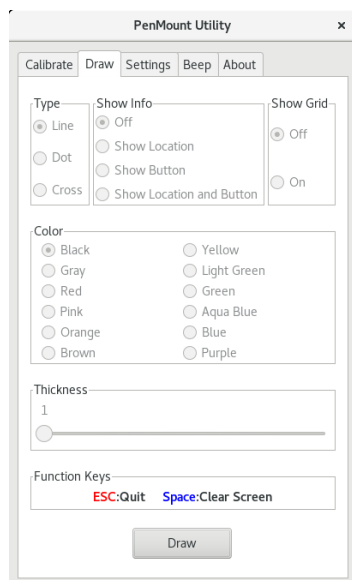 PenMount Utility ×
Calibrate Draw Settings Beep About
Type Show Info Show Grid
Line Off Off
Show Location
Dot
Show Button
On
Cross Show Location and Button
Color
Black Yellow
Gray Light Green
Red Green
Pink Aqua Blue
Orange Blue
Brown Purple
Thickness
1
Function Keys
ESC:Quit Space:Clear Screen
Draw